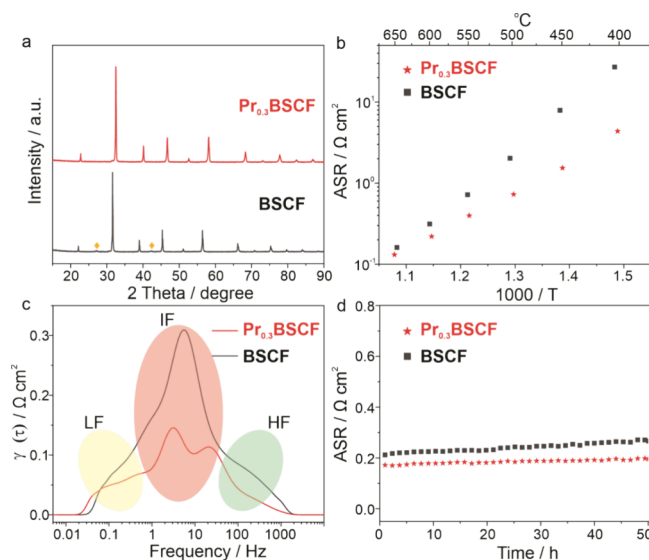 a
Intensity / a.u.
Pr0.3BSCF
BSCF
20 30 40 50 60 70 80 90
2 Theta / degree
b
°C
650 600 550 500 450 400
Pr0.3BSCF
BSCF
ASR / Ω cm2
10^1
10^0
10^-1
1.1 1.2 1.3 1.4 1.5
1000 / T
c
IF
Pr0.3BSCF
BSCF
LF
HF
γ (τ) / Ω cm2
0.3
0.2
0.1
0.0
0.01 0.1 1 10 100 1000
Frequency / Hz
d
Pr0.3BSCF
BSCF
ASR / Ω cm2
0.8
0.6
0.4
0.2
0.0
0 10 20 30 40 50
Time / h